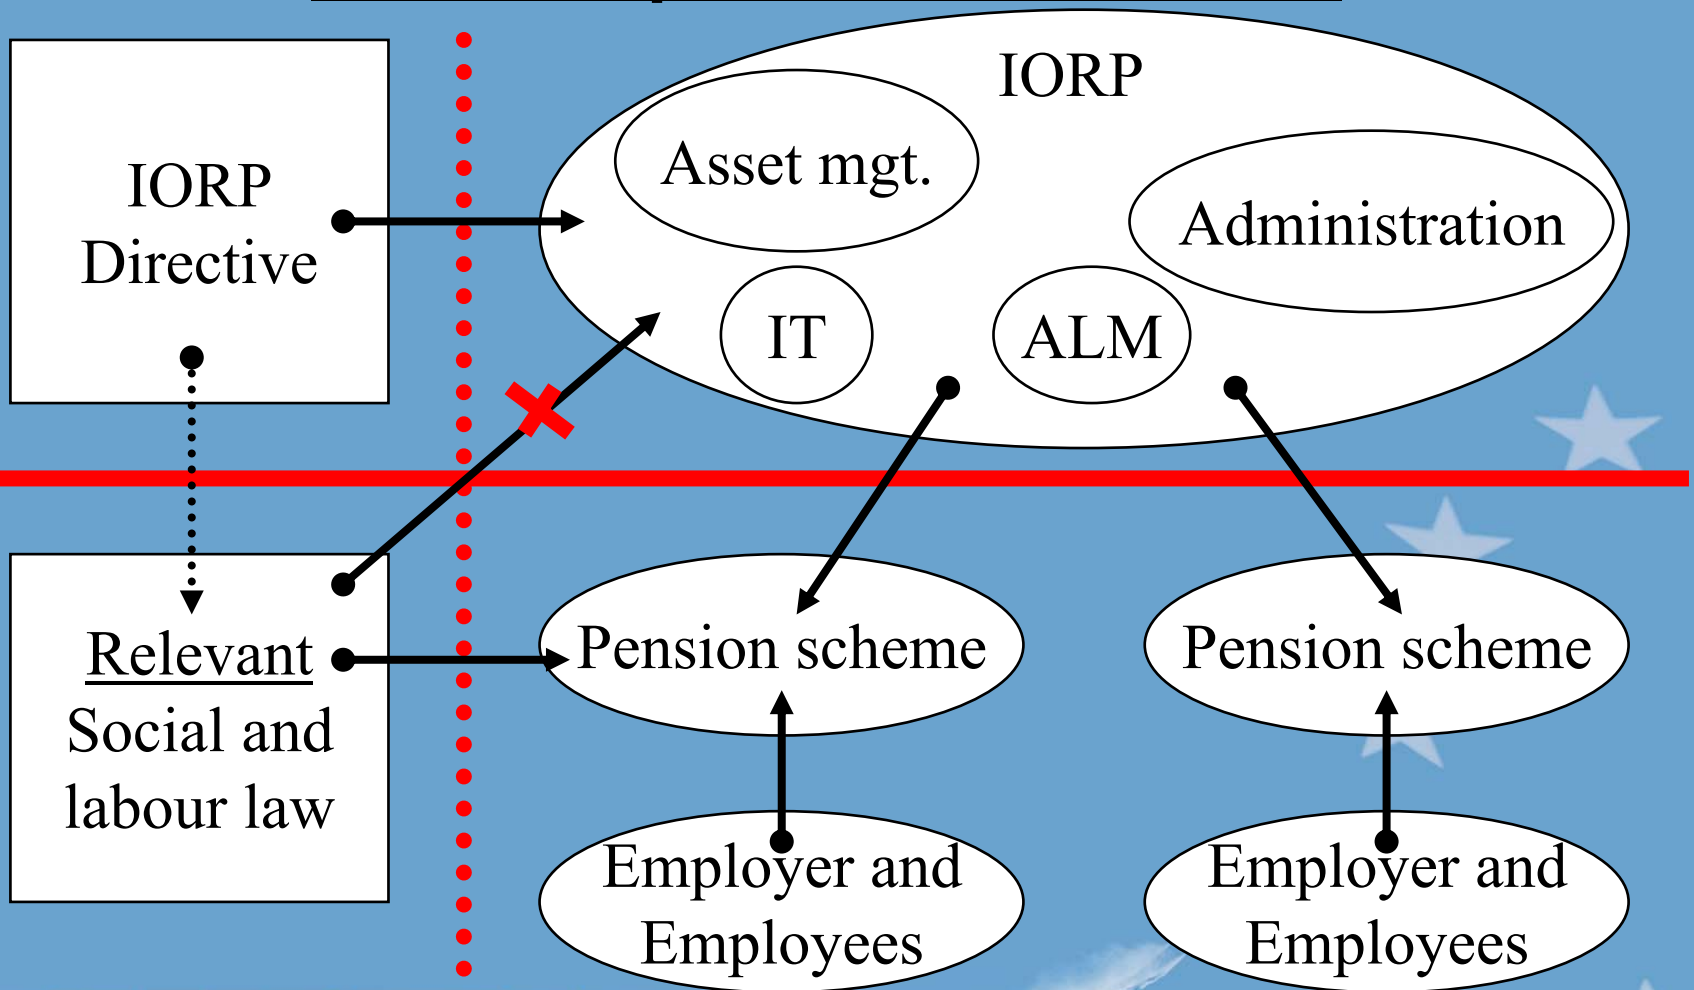 IORP
Asset mgt.
Administration
IT
ALM
IORP
Directive
Relevant
Social and
labour law
Pension scheme
Pension scheme
Employer and
Employees
Employer and
Employees